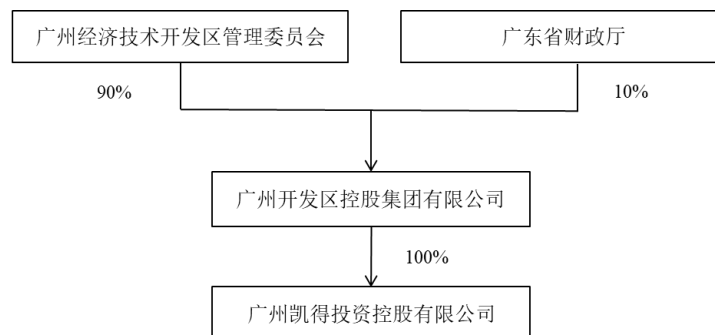 广州经济技术开发区管理委员会
广东省财政厅
90%
10%
广州开发区控股集团有限公司
100%
广州凯得投资控股有限公司